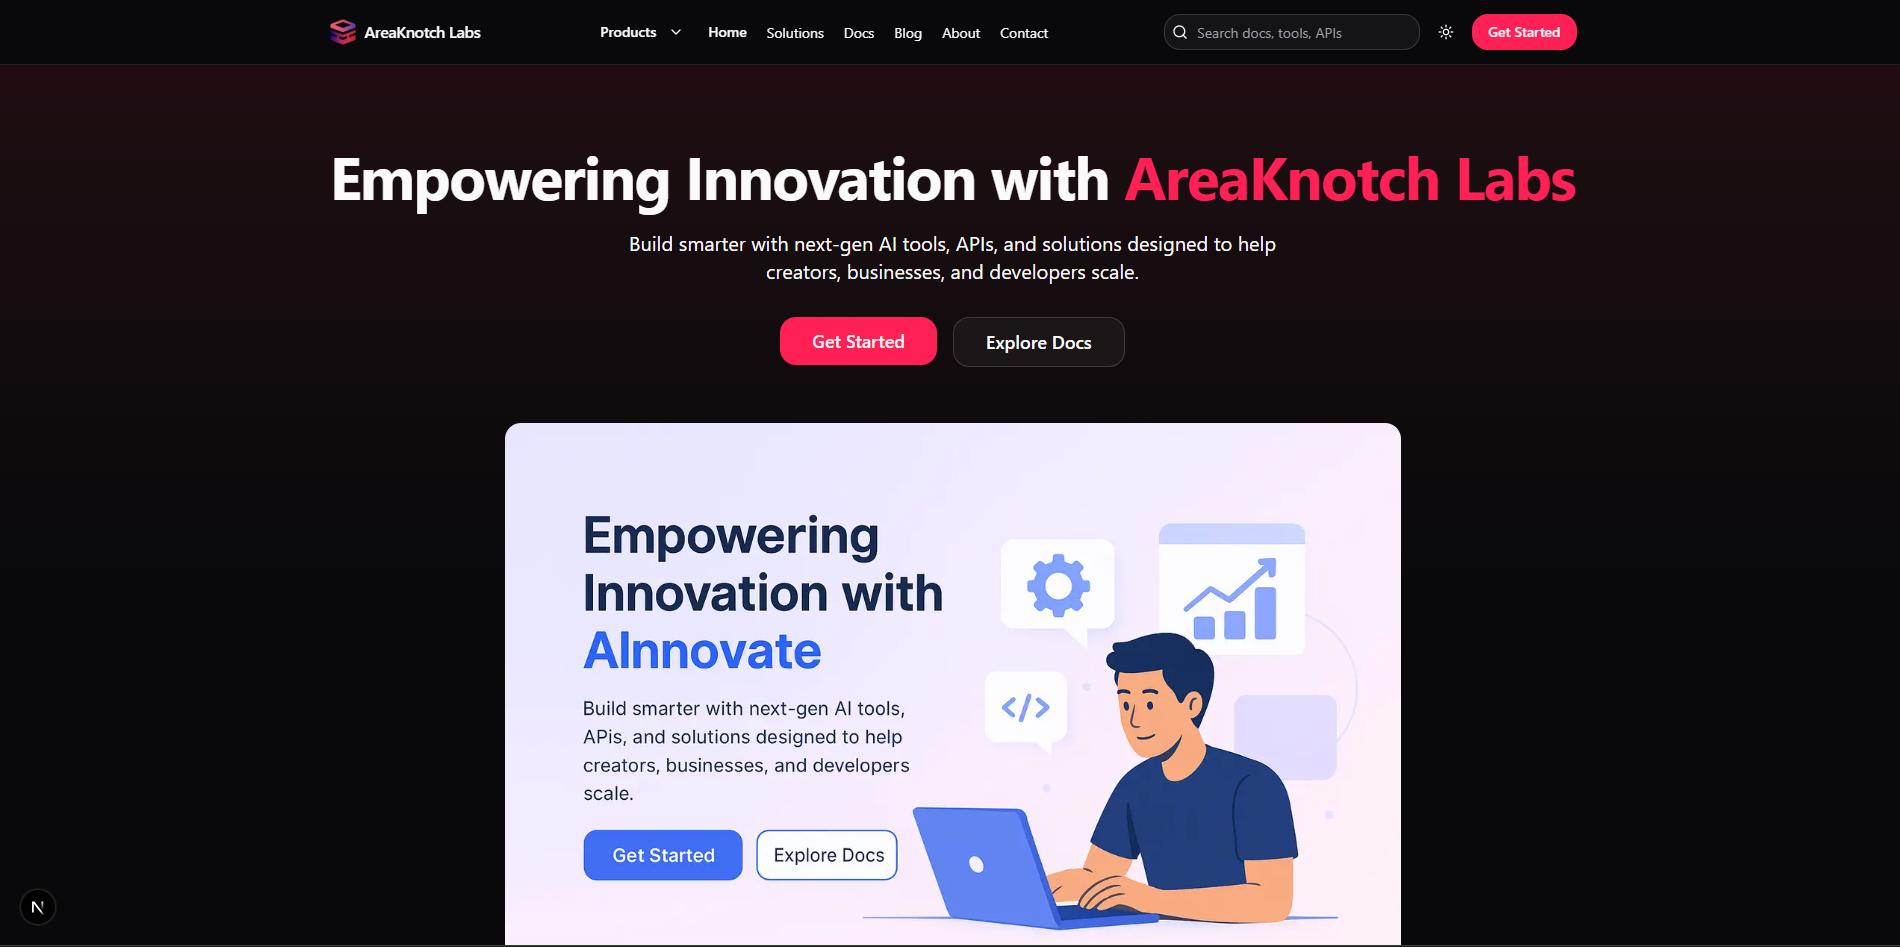 AreaKnotch Labs
Products
Home
Solutions
Docs
Blog
About
Contact
Search docs, tools, APIs
Get Started
Empowering Innovation with AreaKnotch Labs
Build smarter with next-gen AI tools, APIs, and solutions designed to help
creators, businesses, and developers scale.
Get Started
Explore Docs
Empowering
Innovation with
AInnovate
Build smarter with next-gen AI tools,
APIs, and solutions designed to help
creators, businesses, and developers
scale.
Get Started
Explore Docs
</>
N